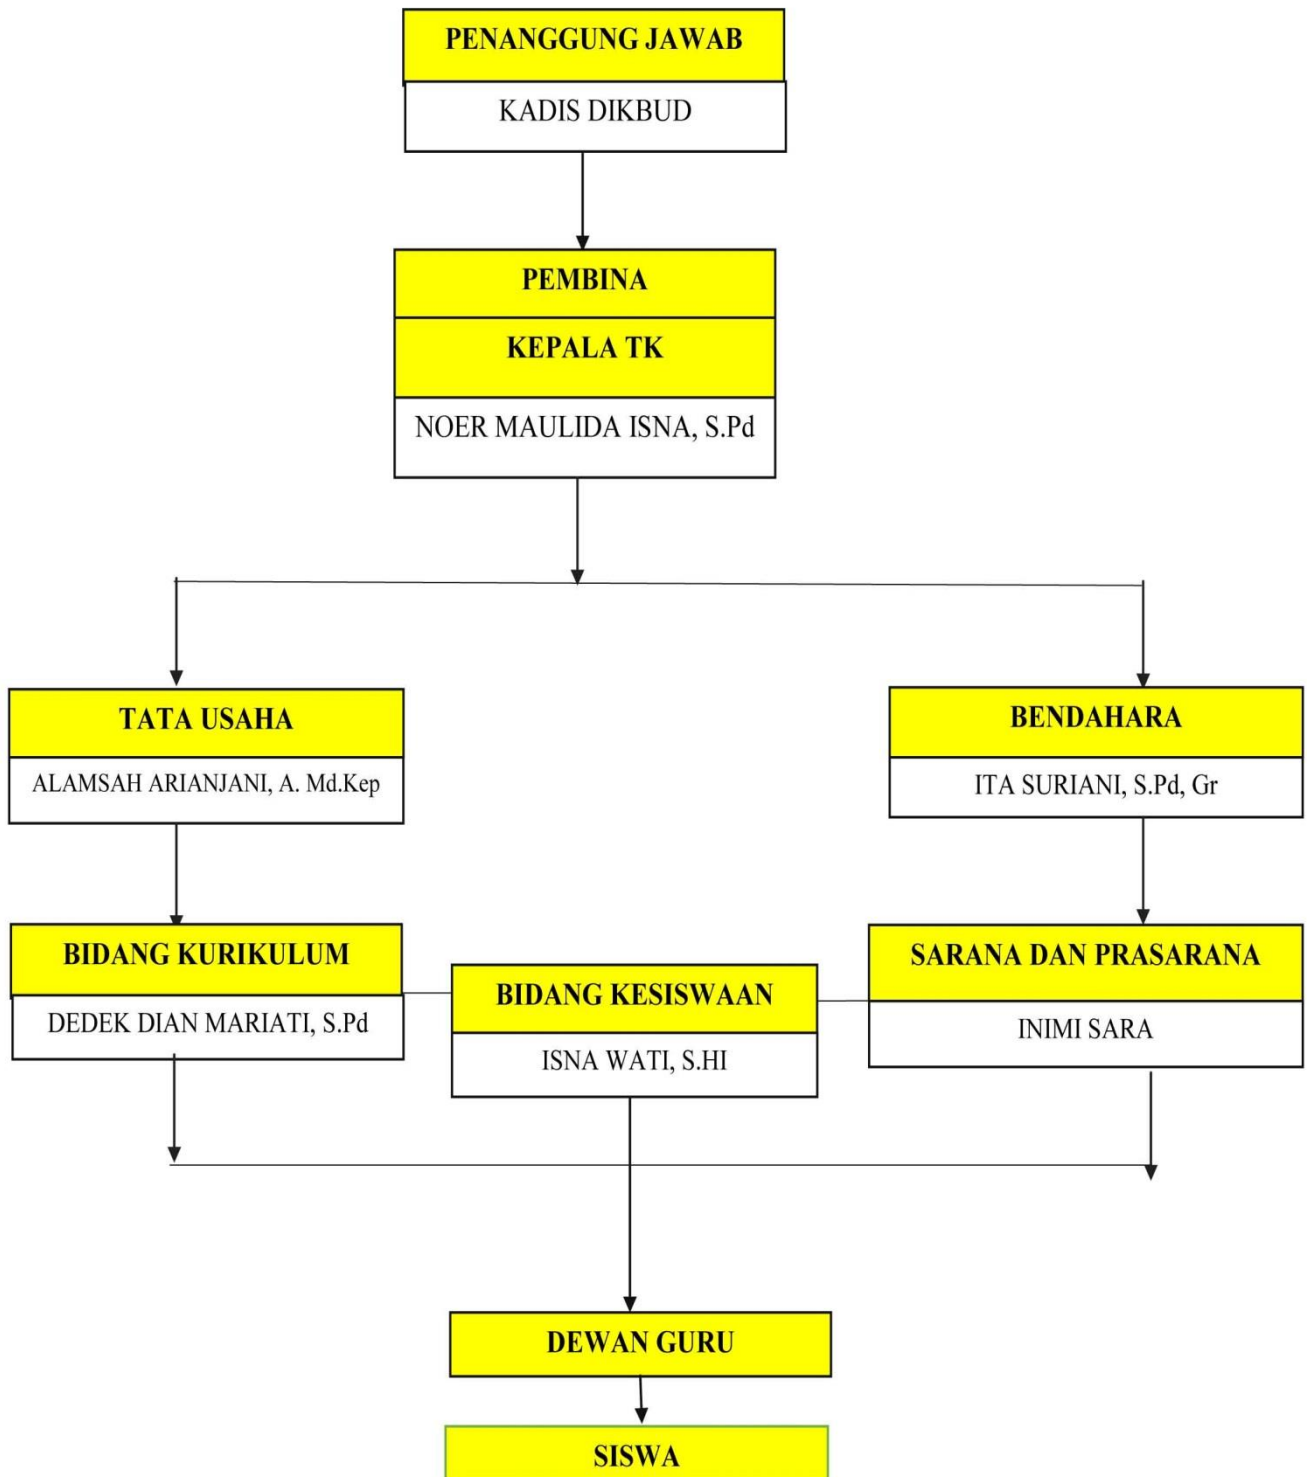 PENANGGUNG JAWAB
KADIS DIKBUD
PEMBINA
KEPALA TK
NOER MAULIDA ISNA, S.Pd
TATA USAHA
ALAMSAH ARIANJANI, A. Md.Kep
BENDAHARA
ITA SURIANI, S.Pd, Gr
BIDANG KURIKULUM
DEDEK DIAN MARIATI, S.Pd
BIDANG KESISWAAN
ISNA WATI, S.HI
SARANA DAN PRASARANA
INIMI SARA
DEWAN GURU
SISWA